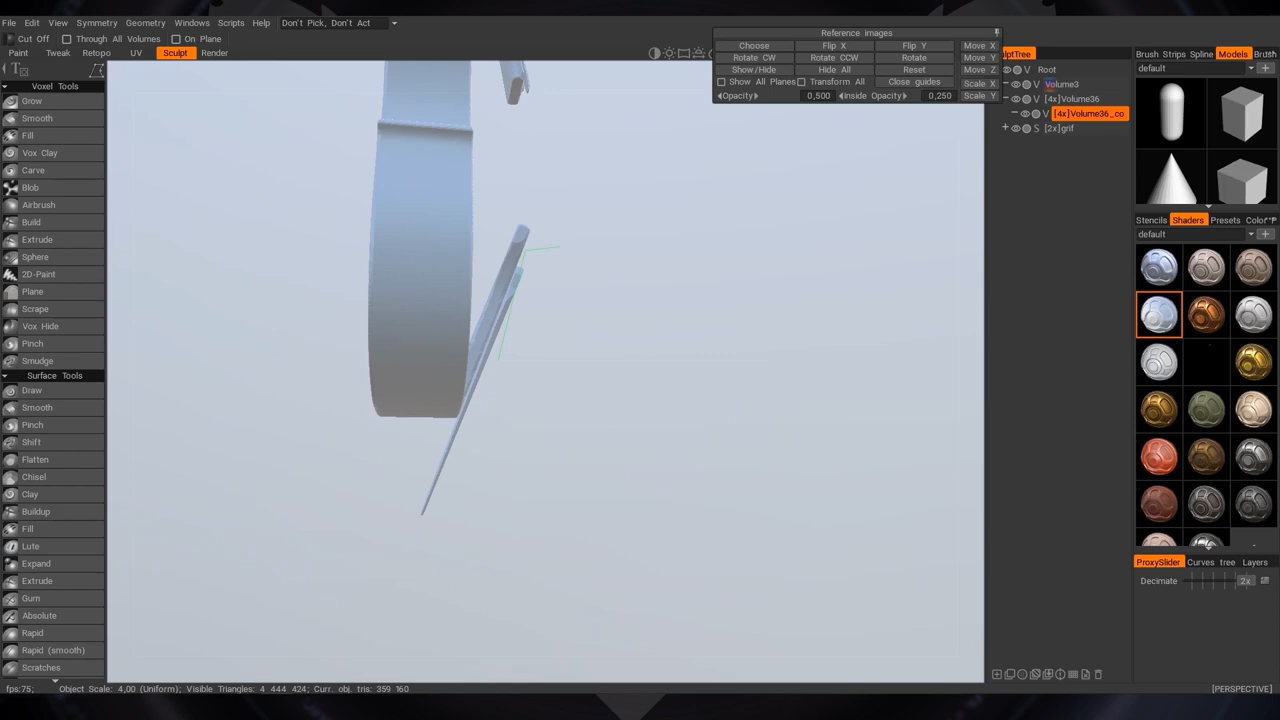 File Edit View Symmetry Geometry Windows Scripts Help Don't Pick, Don't Act
Cut Off Through All Volumes On Plane
Paint Tweak Retopo UV Sculpt Render
Voxel Tools
Grow
Smooth
Fill
Vox Clay
Carve
Blob
Airbrush
Build
Extrude
Sphere
2D-Paint
Plane
Scrape
Vox Hide
Pinch
Smudge
Surface Tools
Draw
Smooth
Pinch
Shift
Flatten
Chisel
Clay
Buildup
Fill
Lute
Expand
Extrude
Gum
Absolute
Rapid
Rapid (smooth)
Scratches
Reference images
Choose Flip X Flip Y Move X
Rotate CW Rotate CCW Rotate Move Y
Show/Hide Hide All Reset Move Z
Show All Planes Transform All Close guides Scale X
Opacity 0,500 Inside Opacity 0,250 Scale Y
lptTree
V Root
V Volume3
V [4x]Volume36
V [4x]Volume36_co
S [2x]grif
Brush Strips Spline Models Brush
default
Stencils Shaders Presets Color
default
ProxySlider Curves tree Layers
Decimate 2x
fps:75; Object Scale: 4,00 (Uniform); Visible Triangles: 4 444 424; Curr. obj. tris: 359 160
[PERSPECTIVE]